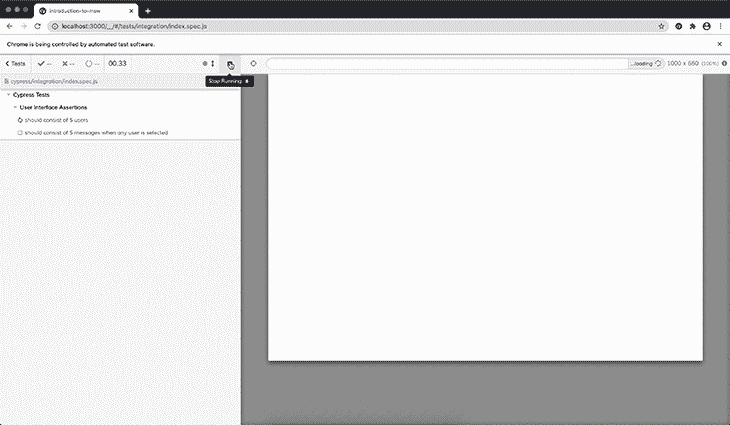 introduction-to-msw
localhost:3000/__/#/tests/integration/index.spec.js
Chrome is being controlled by automated test software.
Tests -- -- -- 00.33 ...loading 1000 x 660 (100%)
cypress/integration/index.spec.js
Stop Running
Cypress Tests
User Interface Assertions
should consist of 5 users
should consist of 5 messages when any user is selected